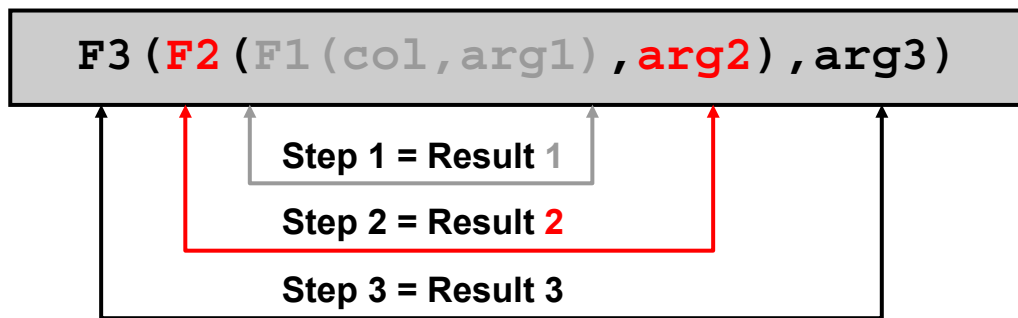 F3(F2(F1(col,arg1),arg2),arg3)
Step 1 = Result 1
Step 2 = Result 2
Step 3 = Result 3